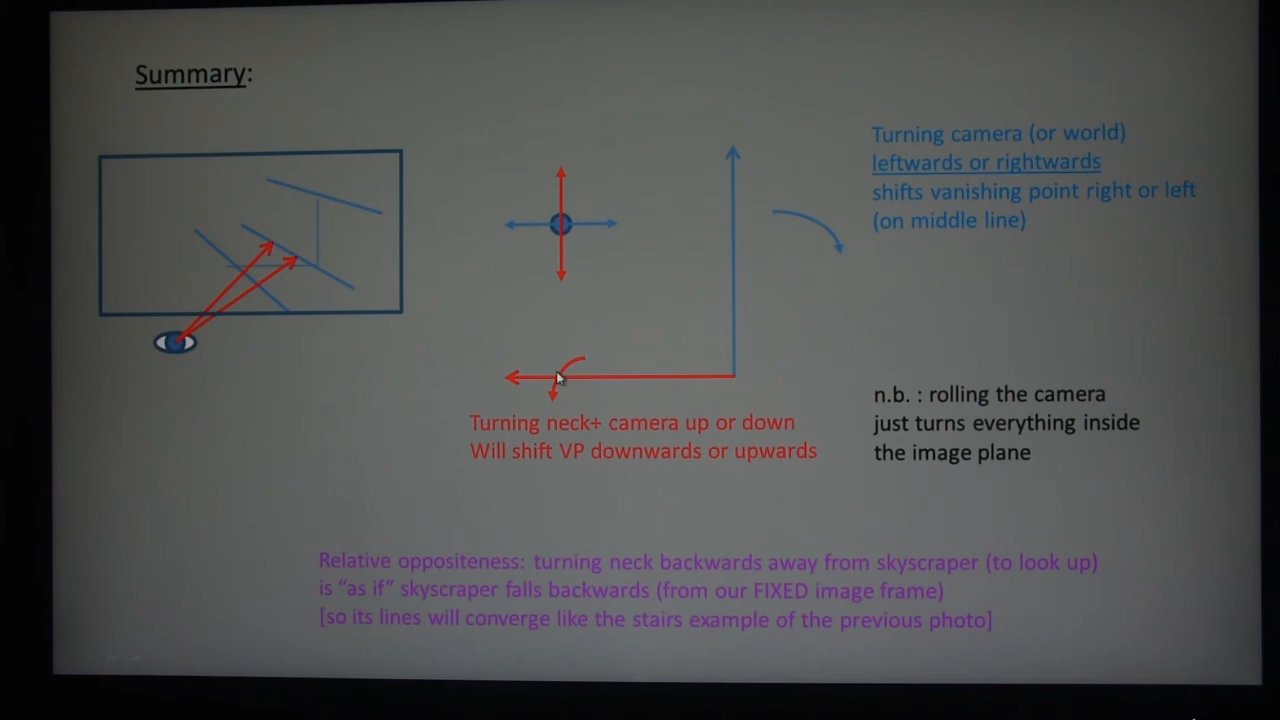 Summary:
Turning camera (or world)
leftwards or rightwards
shifts vanishing point right or left
(on middle line)
Turning neck+ camera up or down
Will shift VP downwards or upwards
n.b. : rolling the camera
just turns everything inside
the image plane
Relative oppositeness: turning neck backwards away from skyscraper (to look up)
is “as if” skyscraper falls backwards (from our FIXED image frame)
[so its lines will converge like the stairs example of the previous photo]